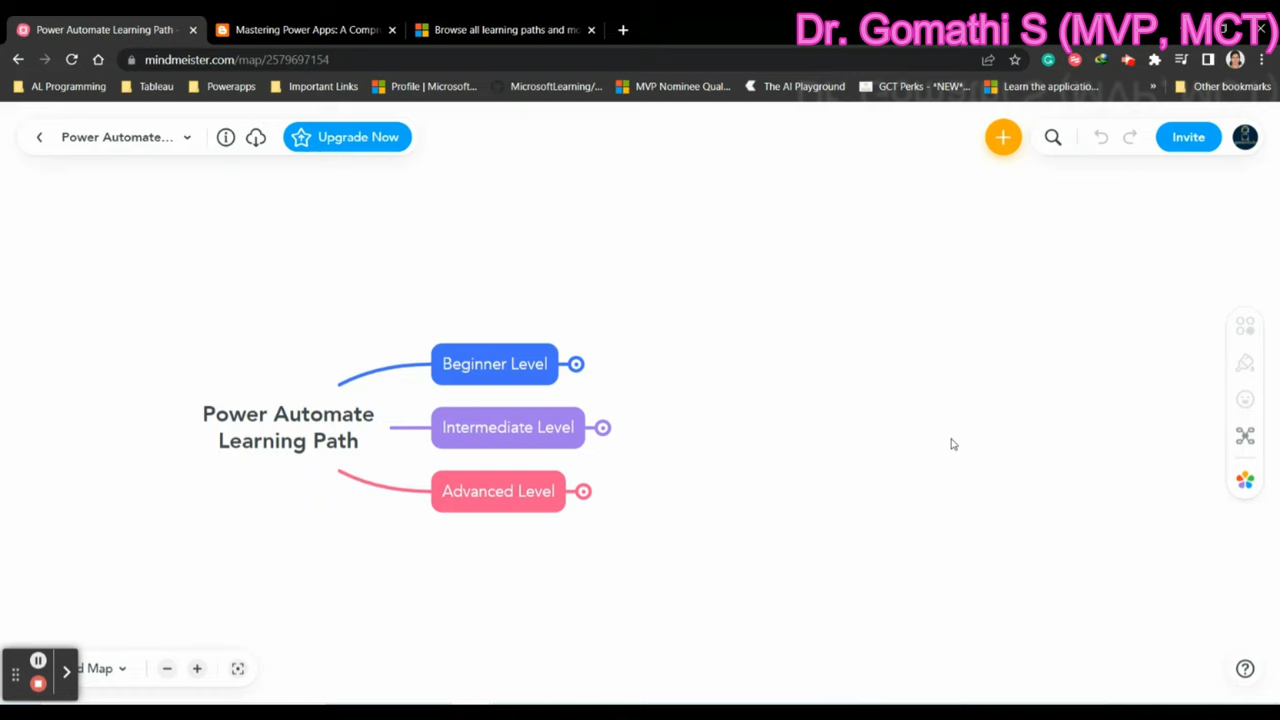 Power Automate Learning Path -
Mastering Power Apps: A Compr
Browse all learning paths and mo
Dr. Gomathi S (MVP, MCT)
mindmeister.com/map/2579697154
AL Programming
Tableau
Powerapps
Important Links
Profile | Microsoft...
MicrosoftLearning/...
MVP Nominee Qual...
The AI Playground
GCT Perks - *NEW*...
Learn the applicatio...
»
Other bookmarks
Power Automate...
Upgrade Now
Invite
Beginner Level
Power Automate
Learning Path
Intermediate Level
Advanced Level
d Map